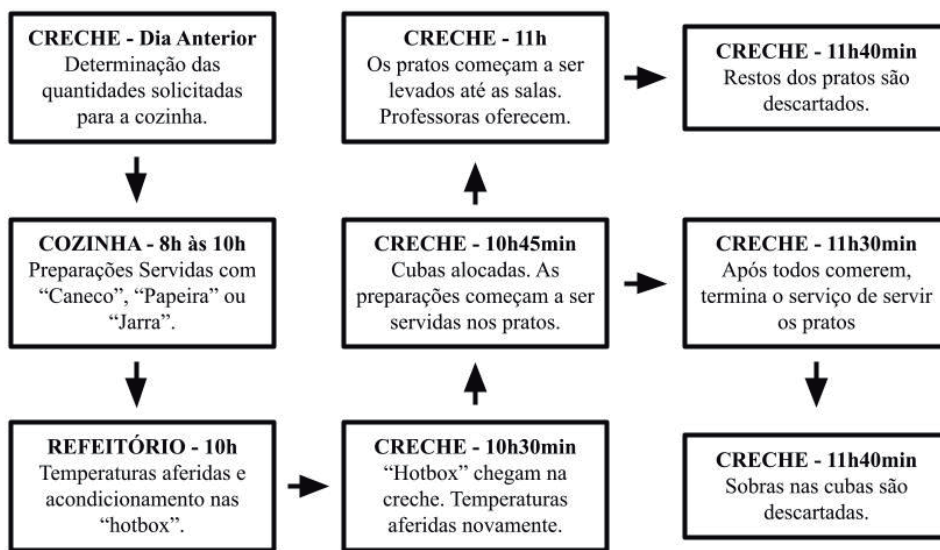 CRECHE - Dia Anterior
Determinação das
quantidades solicitadas
para a cozinha.
COZINHA - 8h às 10h
Preparações Servidas com
“Caneco”, “Papeira” ou
“Jarra”.
REFEITÓRIO - 10h
Temperaturas aferidas e
acondicionamento nas
“hotbox”.
CRECHE - 10h30min
“Hotbox” chegam na
creche. Temperaturas
aferidas novamente.
CRECHE - 10h45min
Cubas alocadas. As
preparações começam a ser
servidas nos pratos.
CRECHE - 11h
Os pratos começam a ser
levados até as salas.
Professoras oferecem.
CRECHE - 11h40min
Restos dos pratos são
descartados.
CRECHE - 11h30min
Após todos comerem,
termina o serviço de servir
os pratos
CRECHE - 11h40min
Sobras nas cubas são
descartadas.